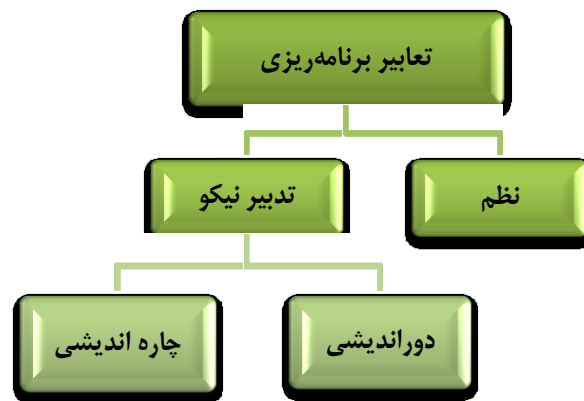 تعابیر برنامه‌ریزی
نظم
تدبیر نیکو
دوراندیشی
چاره اندیشی